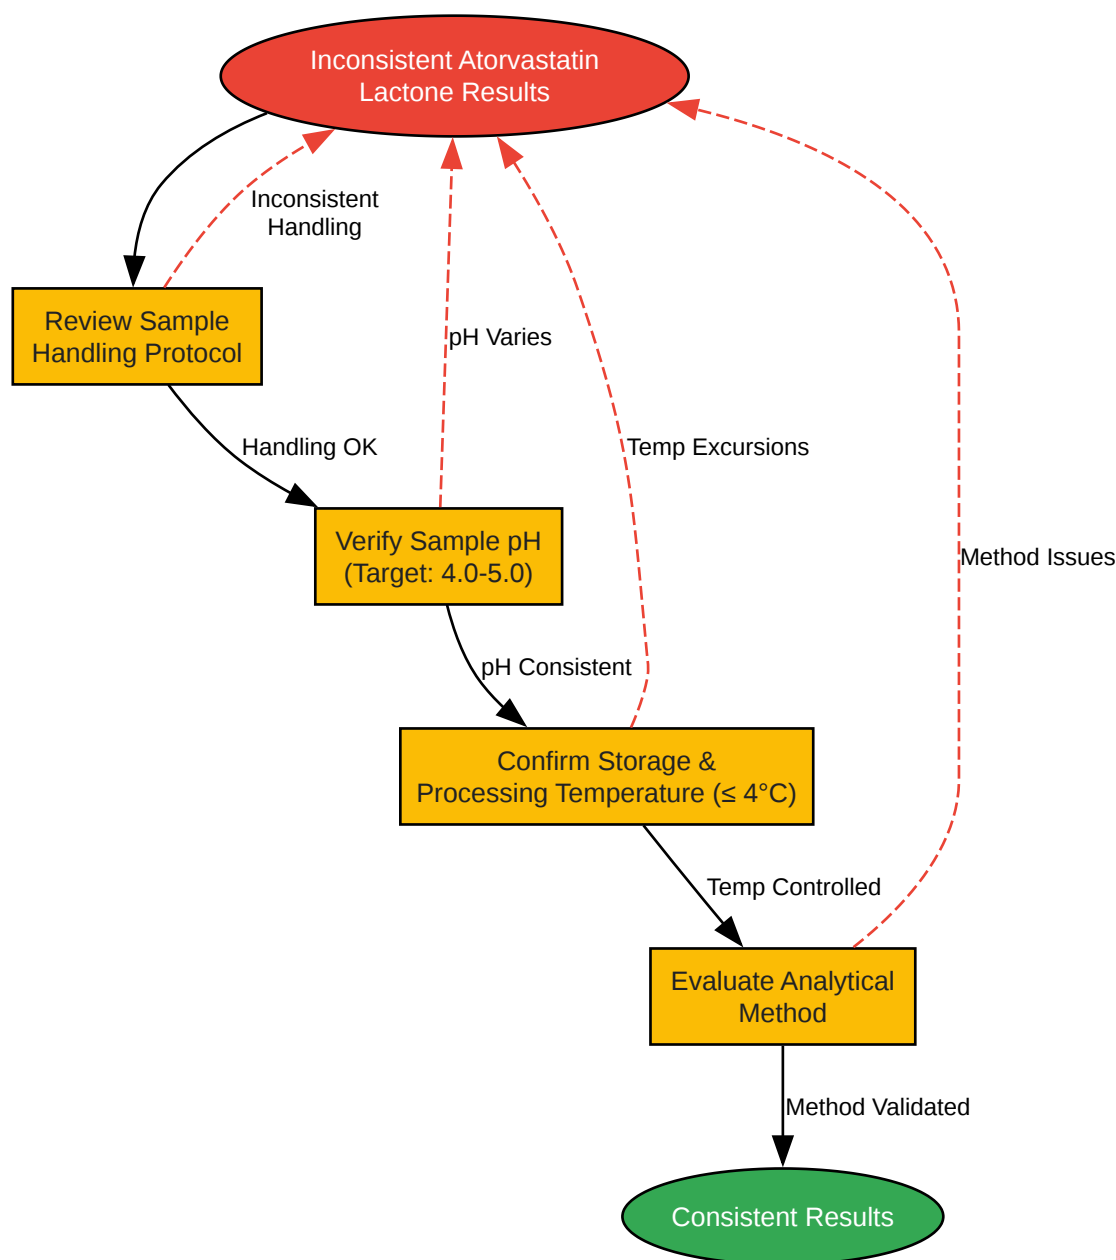 Inconsistent Atorvastatin
Lactone Results
Inconsistent
Handling
Review Sample
Handling Protocol
pH Varies
Handling OK
Temp Excursions
Verify Sample pH
(Target: 4.0-5.0)
Method Issues
pH Consistent
Confirm Storage &
Processing Temperature (≤ 4°C)
Temp Controlled
Evaluate Analytical
Method
Method Validated
Consistent Results